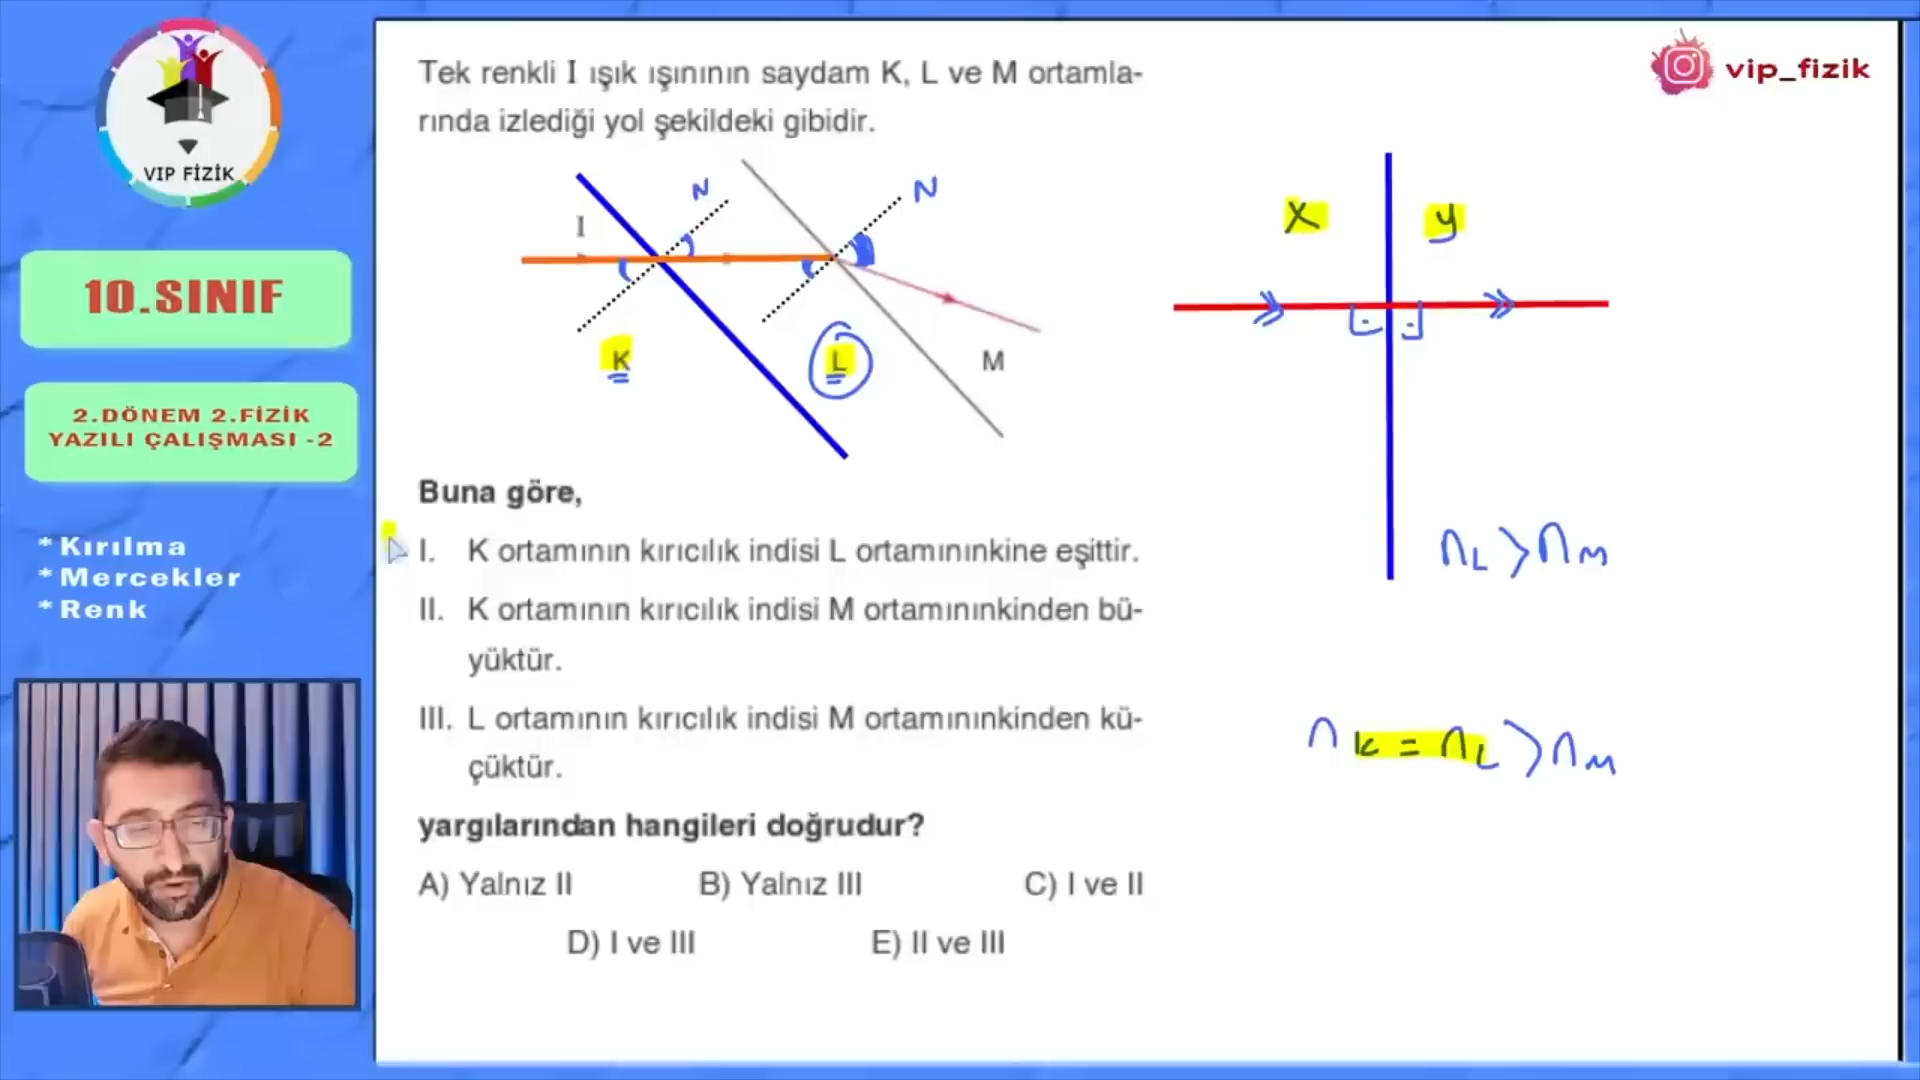 VIP FİZİK
10.SINIF
2.DÖNEM 2.FİZİK
YAZILI ÇALIŞMASI -2
* Kırılma
* Mercekler
* Renk
vip_fizik
Tek renkli I ışık ışınının saydam K, L ve M ortamla-
rında izlediği yol şekildeki gibidir.
I
N
N
K
L
M
X
y
Buna göre,
I. K ortamının kırıcılık indisi L ortamınınkine eşittir.
II. K ortamının kırıcılık indisi M ortamınınkinden bü-
yüktür.
III. L ortamının kırıcılık indisi M ortamınınkinden kü-
çüktür.
yargılarından hangileri doğrudur?
A) Yalnız II
B) Yalnız III
C) I ve II
D) I ve III
E) II ve III
nL > nM
nK = nL > nM